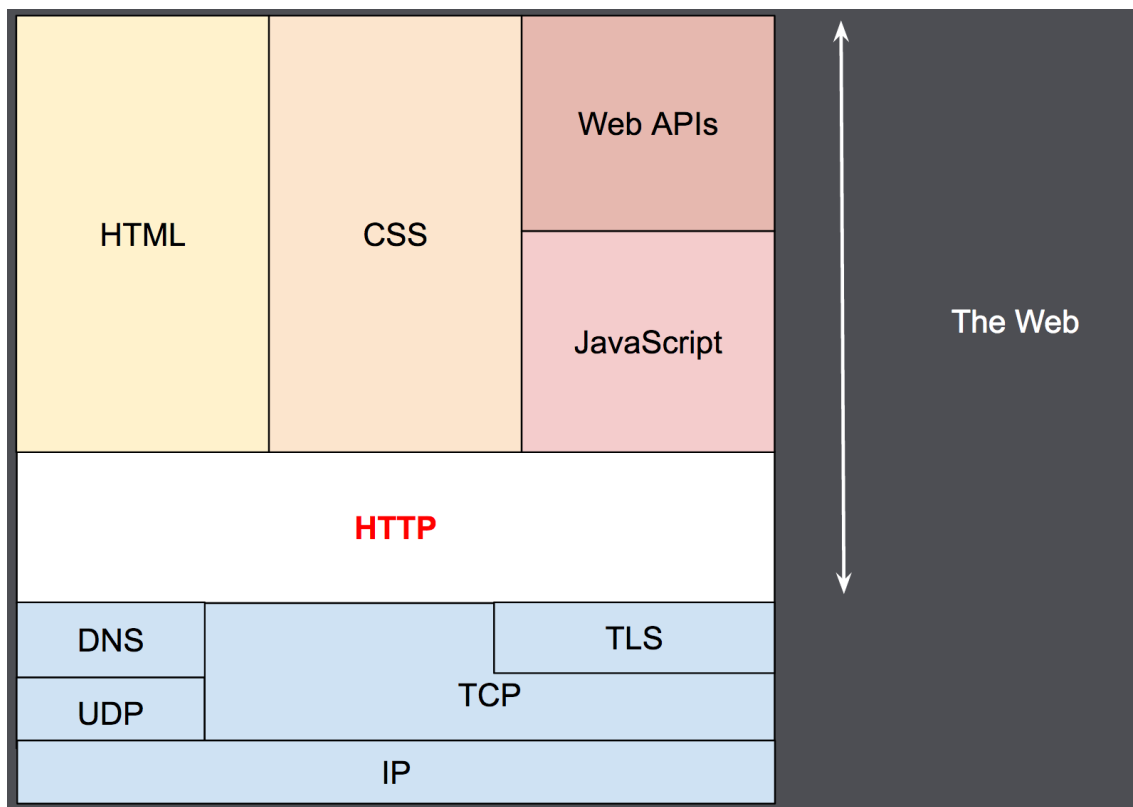 Web APIs
HTML
CSS
JavaScript
The Web
HTTP
DNS
TLS
UDP
TCP
IP